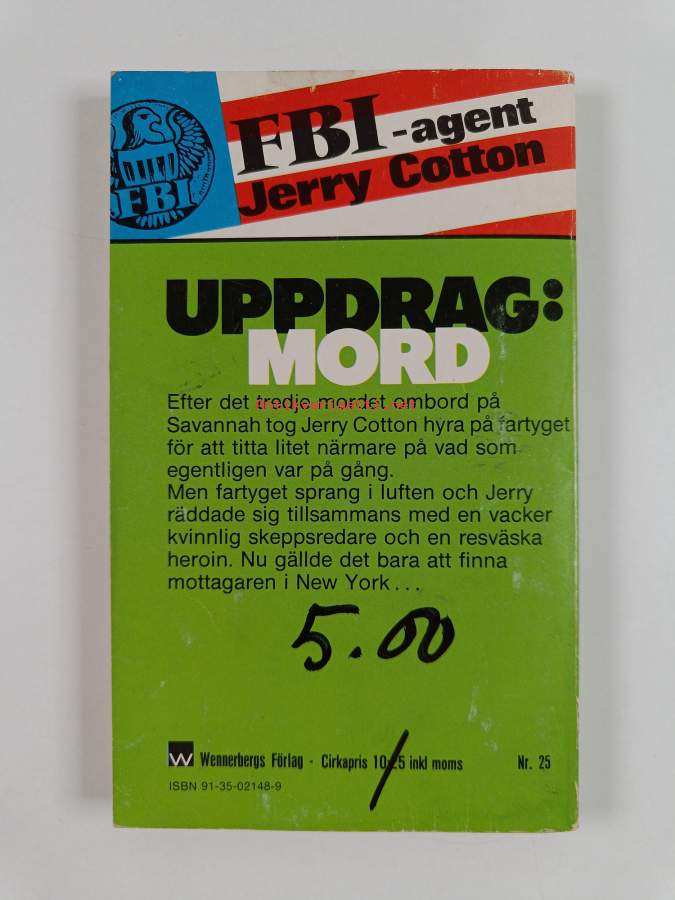 FBI-agent
Jerry Cotton
FBI
UPPDRAG:
MORD
Efter det tredje mordet ombord på
Savannah tog Jerry Cotton hyra på fartyget
för att titta litet närmare på vad som
egentligen var på gång.
Men fartyget sprang i luften och Jerry
räddade sig tillsammans med en vacker
kvinnlig skeppsredare och en resväska
heroin. Nu gällde det bara att finna
mottagaren i New York...
5.00
W Wennerbergs Förlag - Cirkapris inkl moms Nr. 25
ISBN 91-35-02148-9